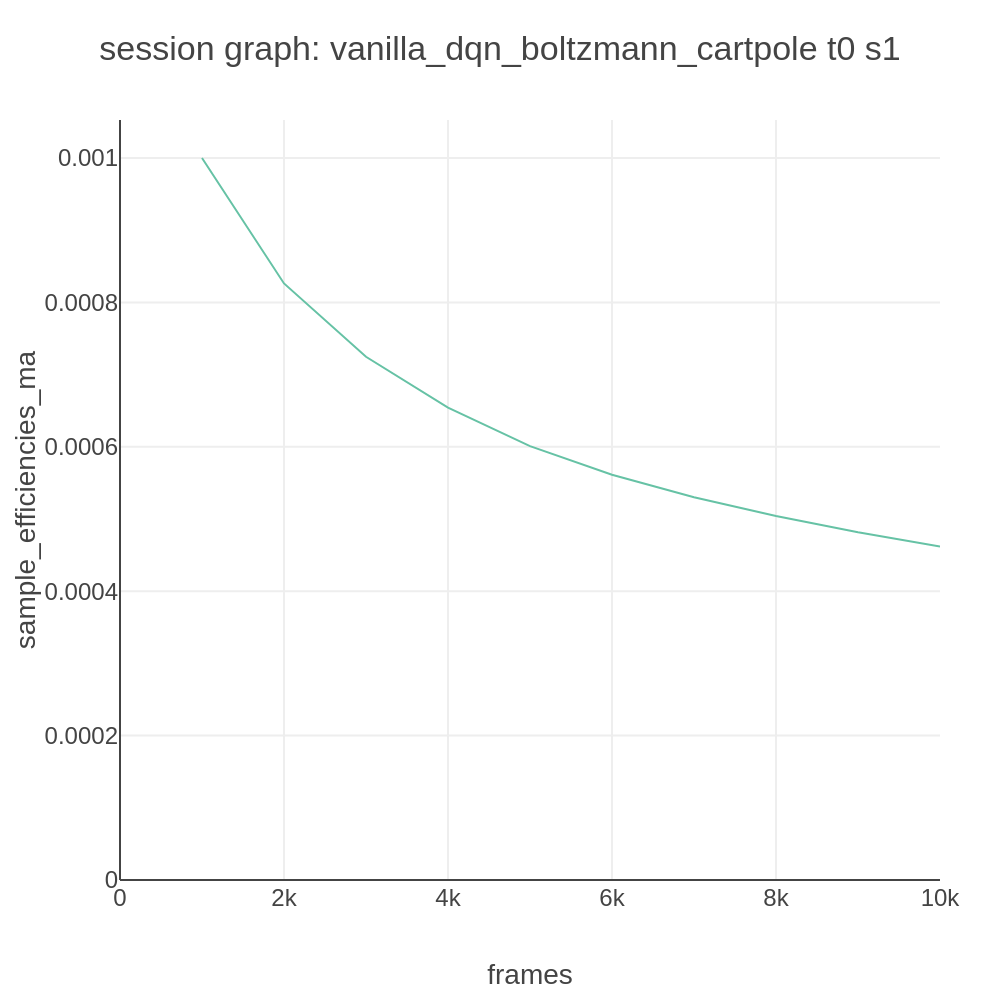 session graph: vanilla_dqn_boltzmann_cartpole t0 s1
sample_efficiencies_ma
0.001
0.0008
0.0006
0.0004
0.0002
0
0 2k 4k 6k 8k 10k
frames